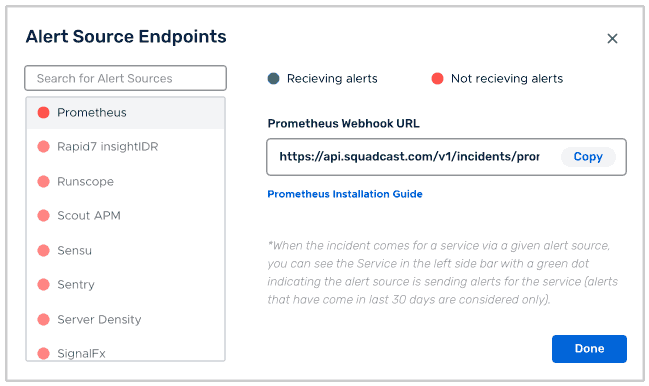 Alert Source Endpoints
Search for Alert Sources
Recieving alerts
Not recieving alerts
Prometheus
Rapid7 insightIDR
Runscope
Scout APM
Sensu
Sentry
Server Density
SignalFx
Prometheus Webhook URL
https://api.squadcast.com/v1/incidents/pror
Copy
Prometheus Installation Guide
*When the incident comes for a service via a given alert source,
you can see the Service in the left side bar with a green dot
indicating the alert source is sending alerts for the service (alerts
that have come in last 30 days are considered only).
Done